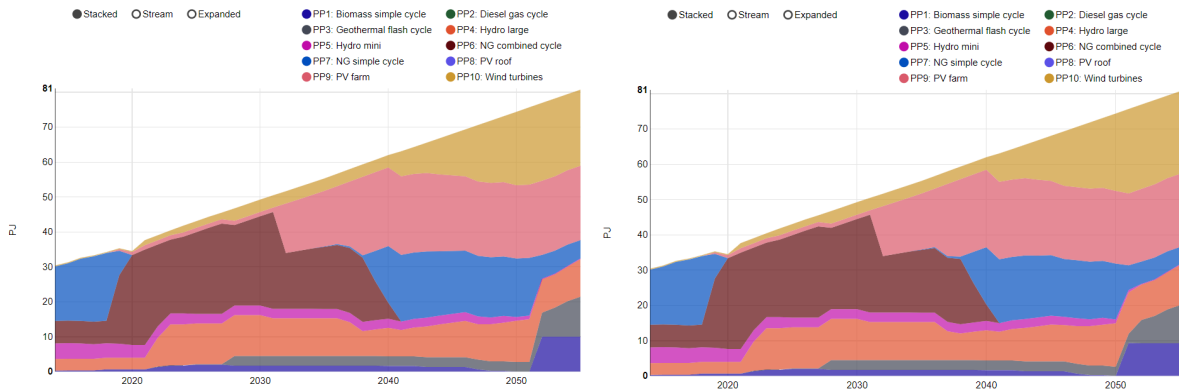 Stacked Stream Expanded
PP1: Biomass simple cycle PP2: Diesel gas cycle
PP3: Geothermal flash cycle PP4: Hydro large
PP5: Hydro mini PP6: NG combined cycle
PP7: NG simple cycle PP8: PV roof
PP9: PV farm PP10: Wind turbines
81
70
60
50
40
30
20
10
0
PJ
2020 2030 2040 2050
Stacked Stream Expanded
PP1: Biomass simple cycle PP2: Diesel gas cycle
PP3: Geothermal flash cycle PP4: Hydro large
PP5: Hydro mini PP6: NG combined cycle
PP7: NG simple cycle PP8: PV roof
PP9: PV farm PP10: Wind turbines
81
70
60
50
40
30
20
10
0
PJ
2020 2030 2040 2050